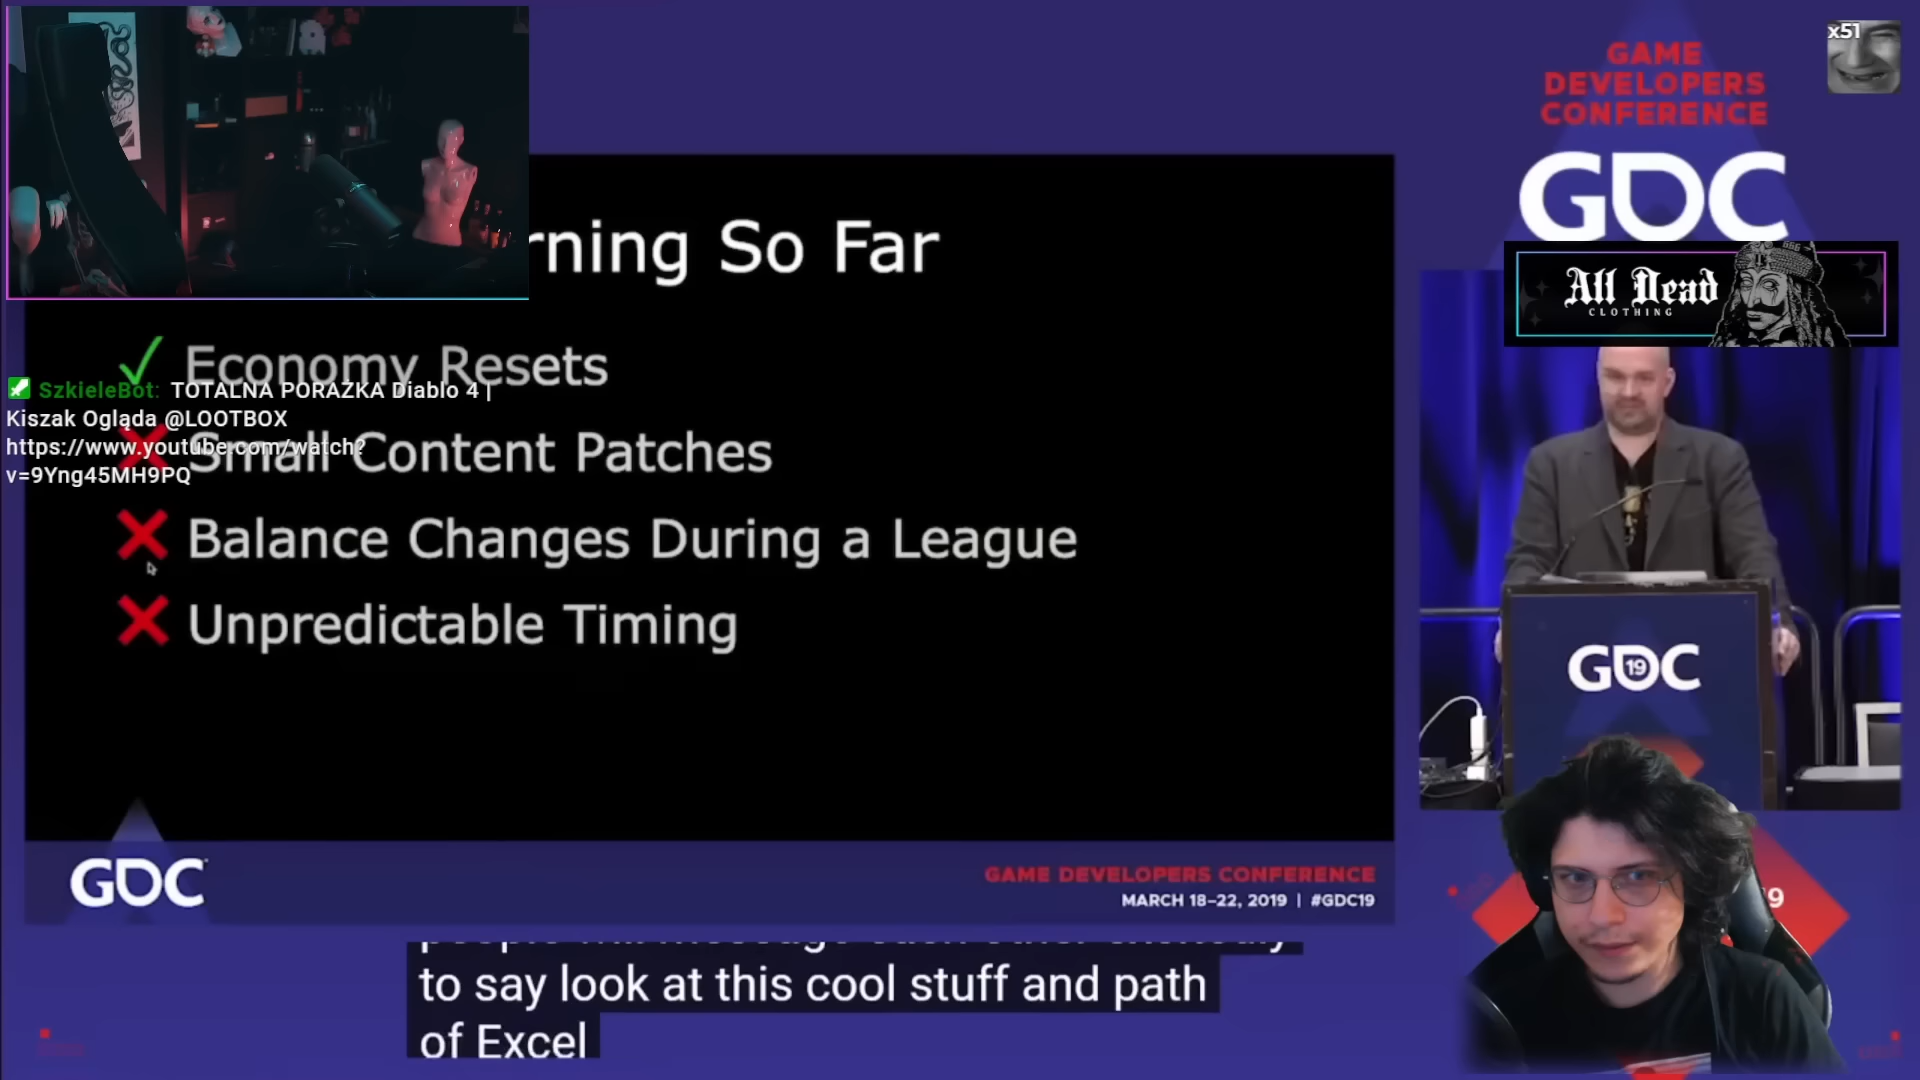 GAME
DEVELOPERS
CONFERENCE
GDC
x51
All Dead
CLOTHING
666
rning So Far
Economy Resets
SzkieleBot: TOTALNA PORAŻKA Diablo 4 |
Kiszak Ogląda @LOOTBOX
https://www.youtube.com/watch?
v=9Yng45MH9PQ
Small Content Patches
Balance Changes During a League
Unpredictable Timing
GDC
19
GDC
GAME DEVELOPERS CONFERENCE
MARCH 18–22, 2019 | #GDC19
9
to say look at this cool stuff and path
of Excel